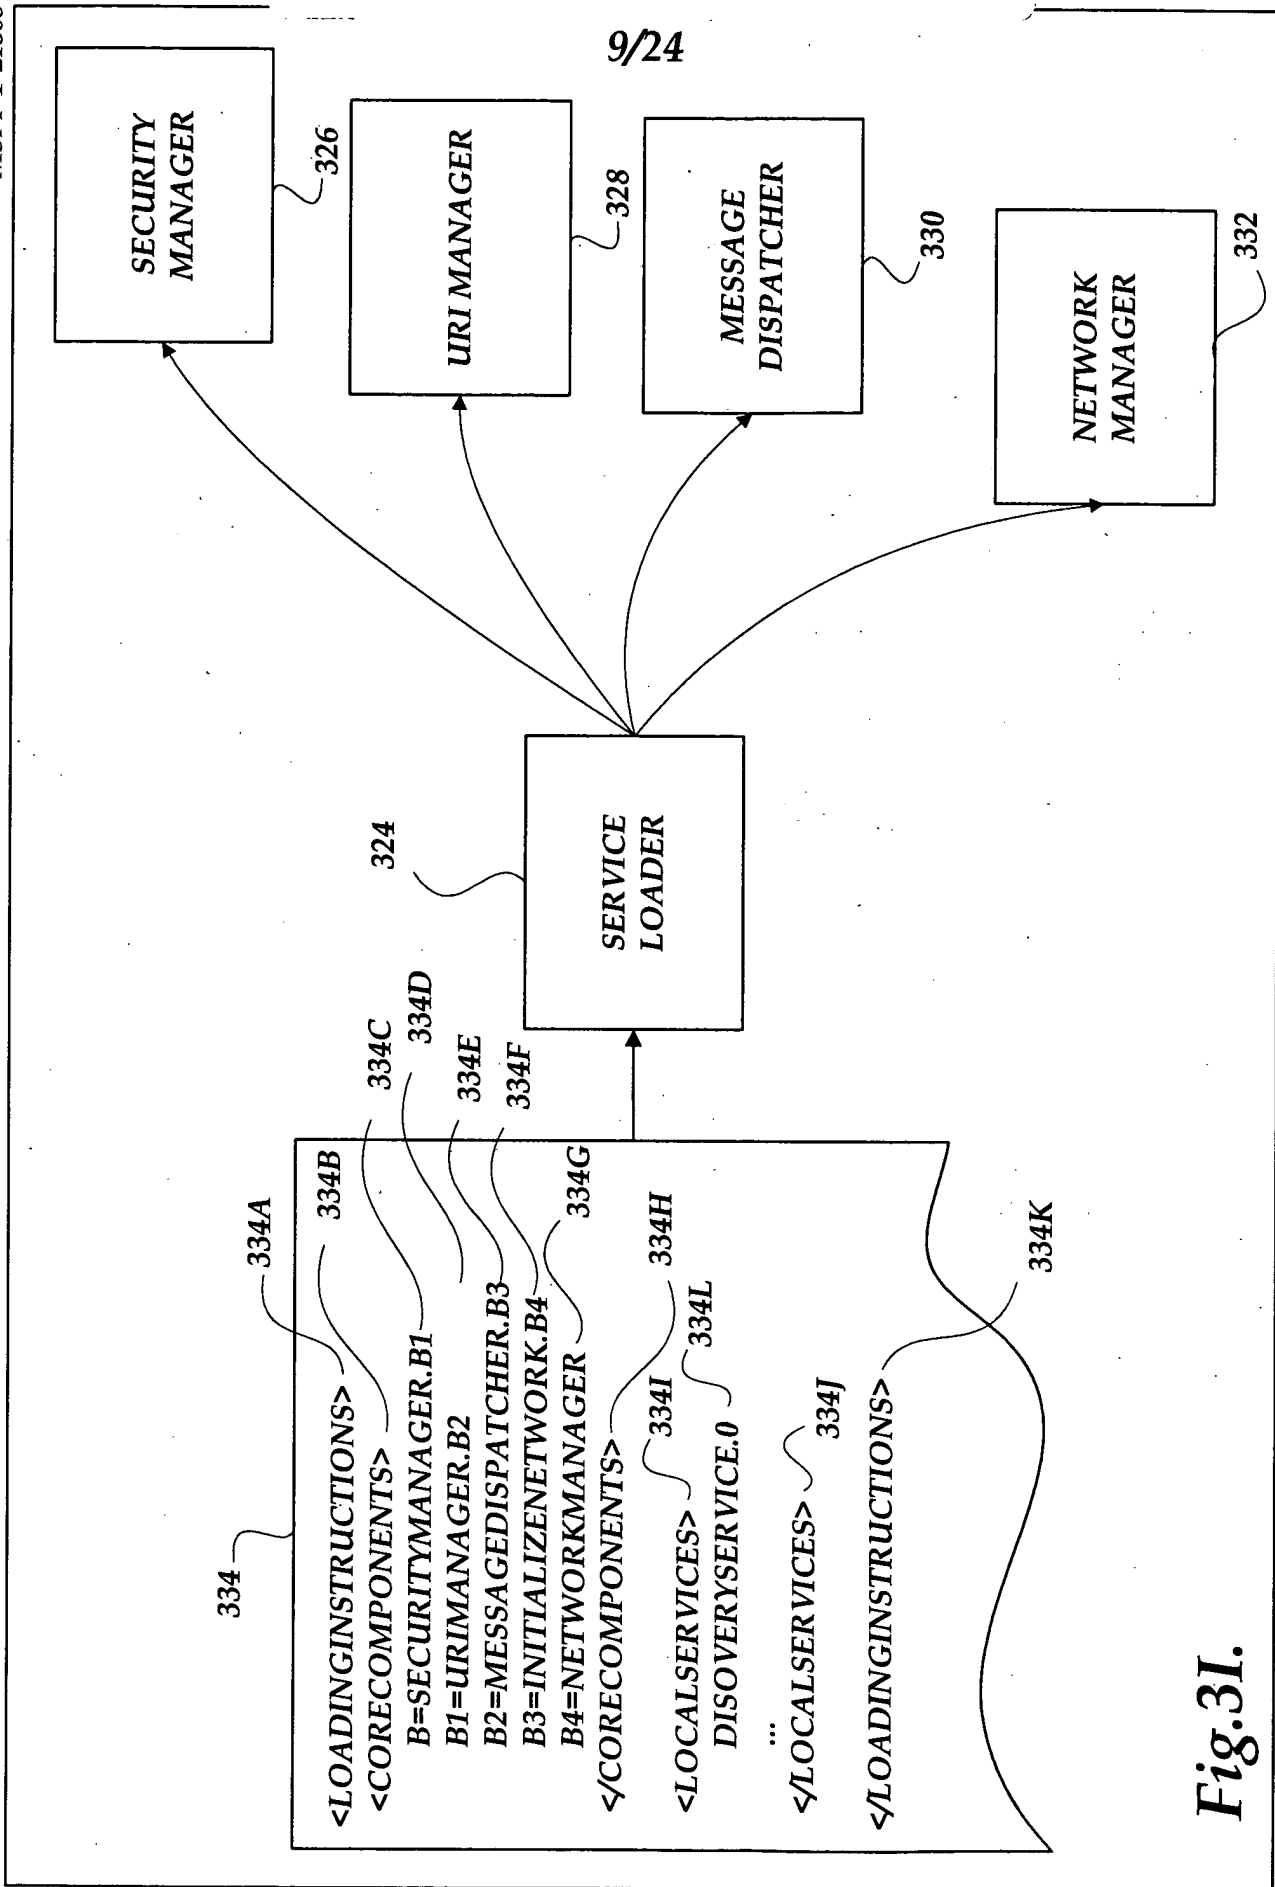 9/24
334
<LOADINGINSTRUCTIONS>
334A
<CORECOMPONENTS>
334B
B=SECURITYMANAGER.B1
334C
B1=URIMANAGER.B2
334D
B2=MESSAGEDISPATCHER.B3
334E
B3=INITIALIZENETWORK.B4
334F
B4=NETWORKMANAGER
334G
</CORECOMPONENTS>
334H
<LOCALSERVICES>
334I
DISOVERYSERVICE.0
334L
...
</LOCALSERVICES>
334J
</LOADINGINSTRUCTIONS>
334K
324
SERVICE
LOADER
SECURITY
MANAGER
326
URI MANAGER
328
MESSAGE
DISPATCHER
330
NETWORK
MANAGER
332
Fig.3I.